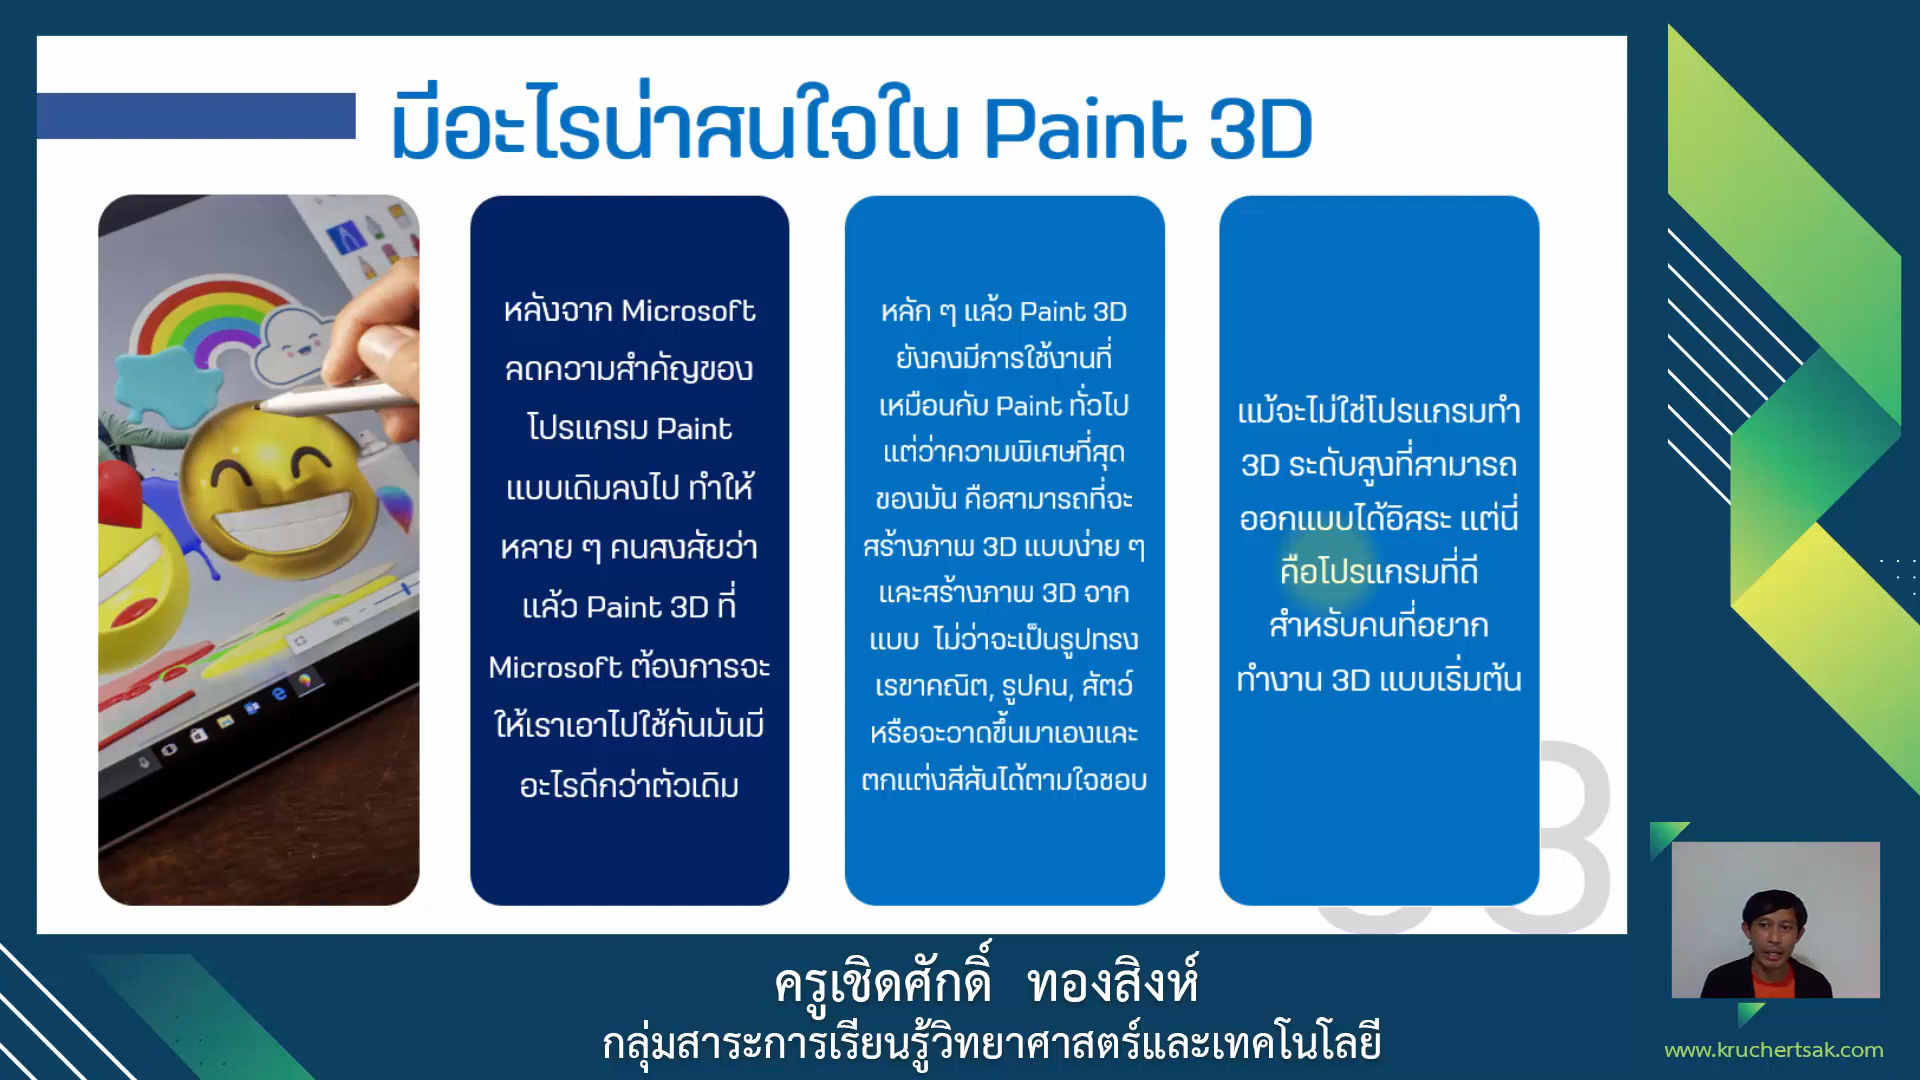 มีอะไรน่าสนใจใน Paint 3D
หลังจาก Microsoft
ลดความสำคัญของ
โปรแกรม Paint
แบบเดิมลงไป ทำให้
หลาย ๆ คนสงสัยว่า
แล้ว Paint 3D ที่
Microsoft ต้องการจะ
ให้เราเอาไปใช้กันมันมี
อะไรดีกว่าตัวเดิม
หลัก ๆ แล้ว Paint 3D
ยังคงมีการใช้งานที่
เหมือนกับ Paint ทั่วไป
แต่ว่าความพิเศษที่สุด
ของมัน คือสามารถที่จะ
สร้างภาพ 3D แบบง่าย ๆ
และสร้างภาพ 3D จาก
แบบ ไม่ว่าจะเป็นรูปทรง
เรขาคณิต, รูปคน, สัตว์
หรือจะวาดขึ้นมาเองและ
ตกแต่งสีสันได้ตามใจชอบ
แม้จะไม่ใช่โปรแกรมทำ
3D ระดับสูงที่สามารถ
ออกแบบได้อิสระ แต่นี่
คือโปรแกรมที่ดี
สำหรับคนที่อยาก
ทำงาน 3D แบบเริ่มต้น
ครูเชิดศักดิ์ ทองสิงห์
กลุ่มสาระการเรียนรู้วิทยาศาสตร์และเทคโนโลยี
www.kruchertsak.com